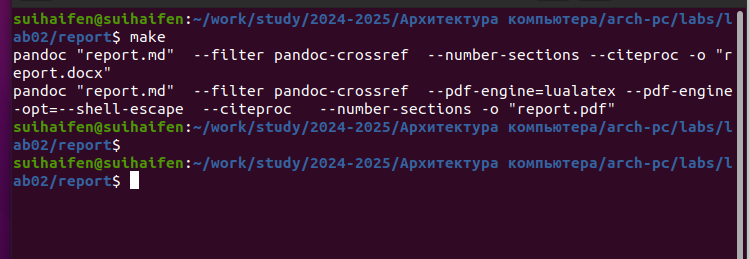 suihaifen@suihaifen:~/work/study/2024-2025/Архитектура компьютера/arch-pc/labs/l
ab02/report$ make
pandoc "report.md"  --filter pandoc-crossref  --number-sections --citeproc -o "r
eport.docx"
pandoc "report.md"  --filter pandoc-crossref  --pdf-engine=lualatex --pdf-engine
-opt=--shell-escape  --citeproc   --number-sections -o "report.pdf"
suihaifen@suihaifen:~/work/study/2024-2025/Архитектура компьютера/arch-pc/labs/l
ab02/report$
suihaifen@suihaifen:~/work/study/2024-2025/Архитектура компьютера/arch-pc/labs/l
ab02/report$